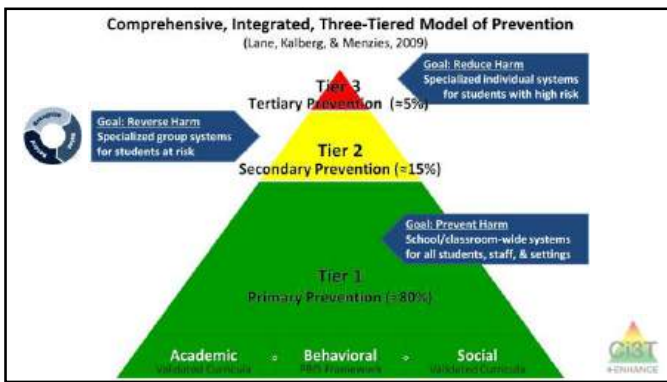 Comprehensive, Integrated, Three-Tiered Model of Prevention
(Lane, Kalberg, & Menzies, 2009)
Goal: Reduce Harm
Specialized individual systems
for students with high risk
Tier 3
Tertiary Prevention (≈5%)
Goal: Reverse Harm
Specialized group systems
for students at risk
Tier 2
Secondary Prevention (≈15%)
Goal: Prevent Harm
School/classroom-wide systems
for all students, staff, & settings
Tier 1
Primary Prevention (≈80%)
Academic ○ Behavioral ○ Social
Validated Curricula PBIS Framework Validated Curricula
Ci3T
ENHANCE